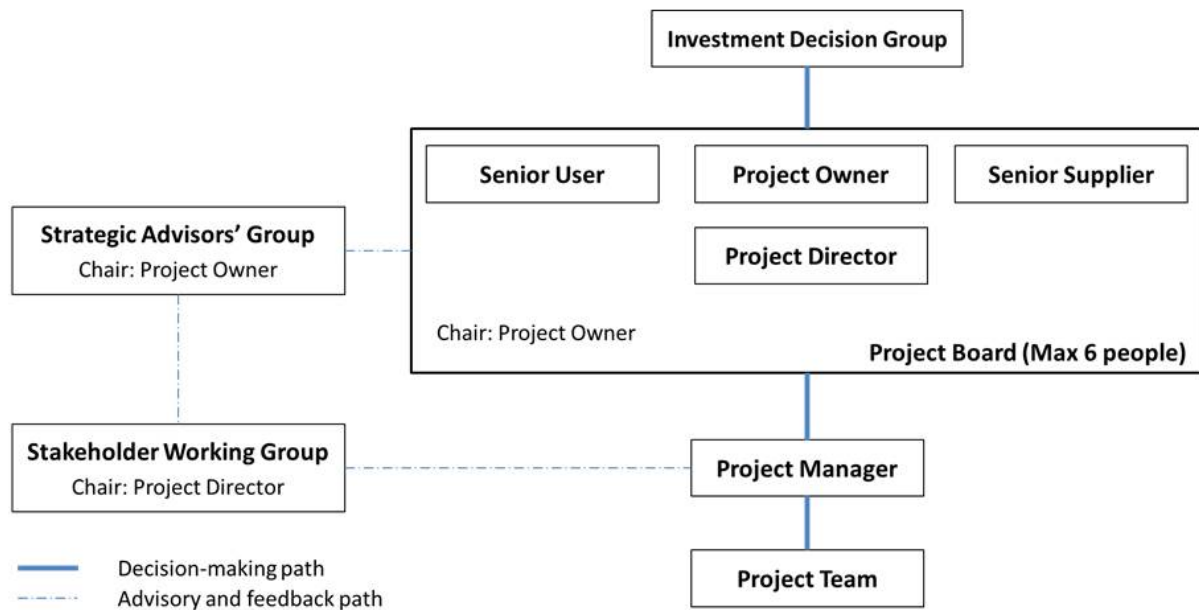 Investment Decision Group
Senior User
Project Owner
Senior Supplier
Project Director
Chair: Project Owner
Project Board (Max 6 people)
Strategic Advisors’ Group
Chair: Project Owner
Stakeholder Working Group
Chair: Project Director
Project Manager
Project Team
Decision-making path
Advisory and feedback path